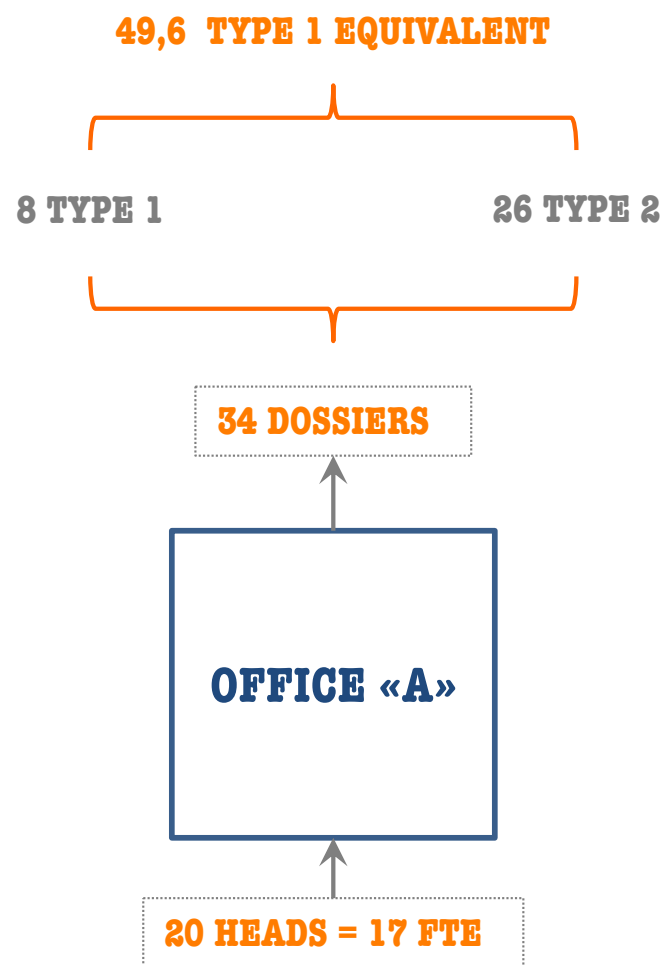 49,6 TYPE 1 EQUIVALENT
8 TYPE 1
26 TYPE 2
34 DOSSIERS
OFFICE «A»
20 HEADS = 17 FTE